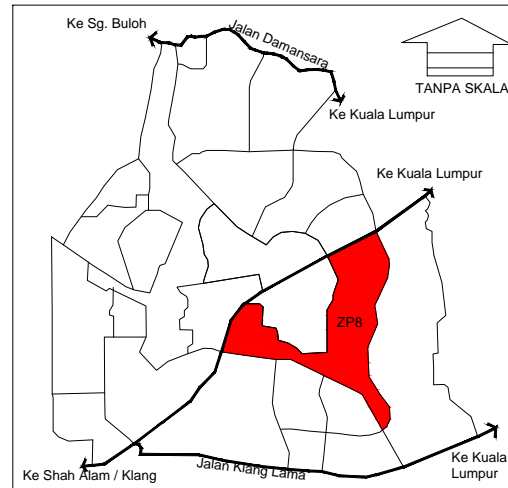 Ke Sg. Buloh
Jalan Damansara
TANPA SKALA
Ke Kuala Lumpur
Ke Kuala Lumpur
ZP8
Ke Shah Alam / Klang
Jalan Klang Lama
Ke Kuala
Lumpur